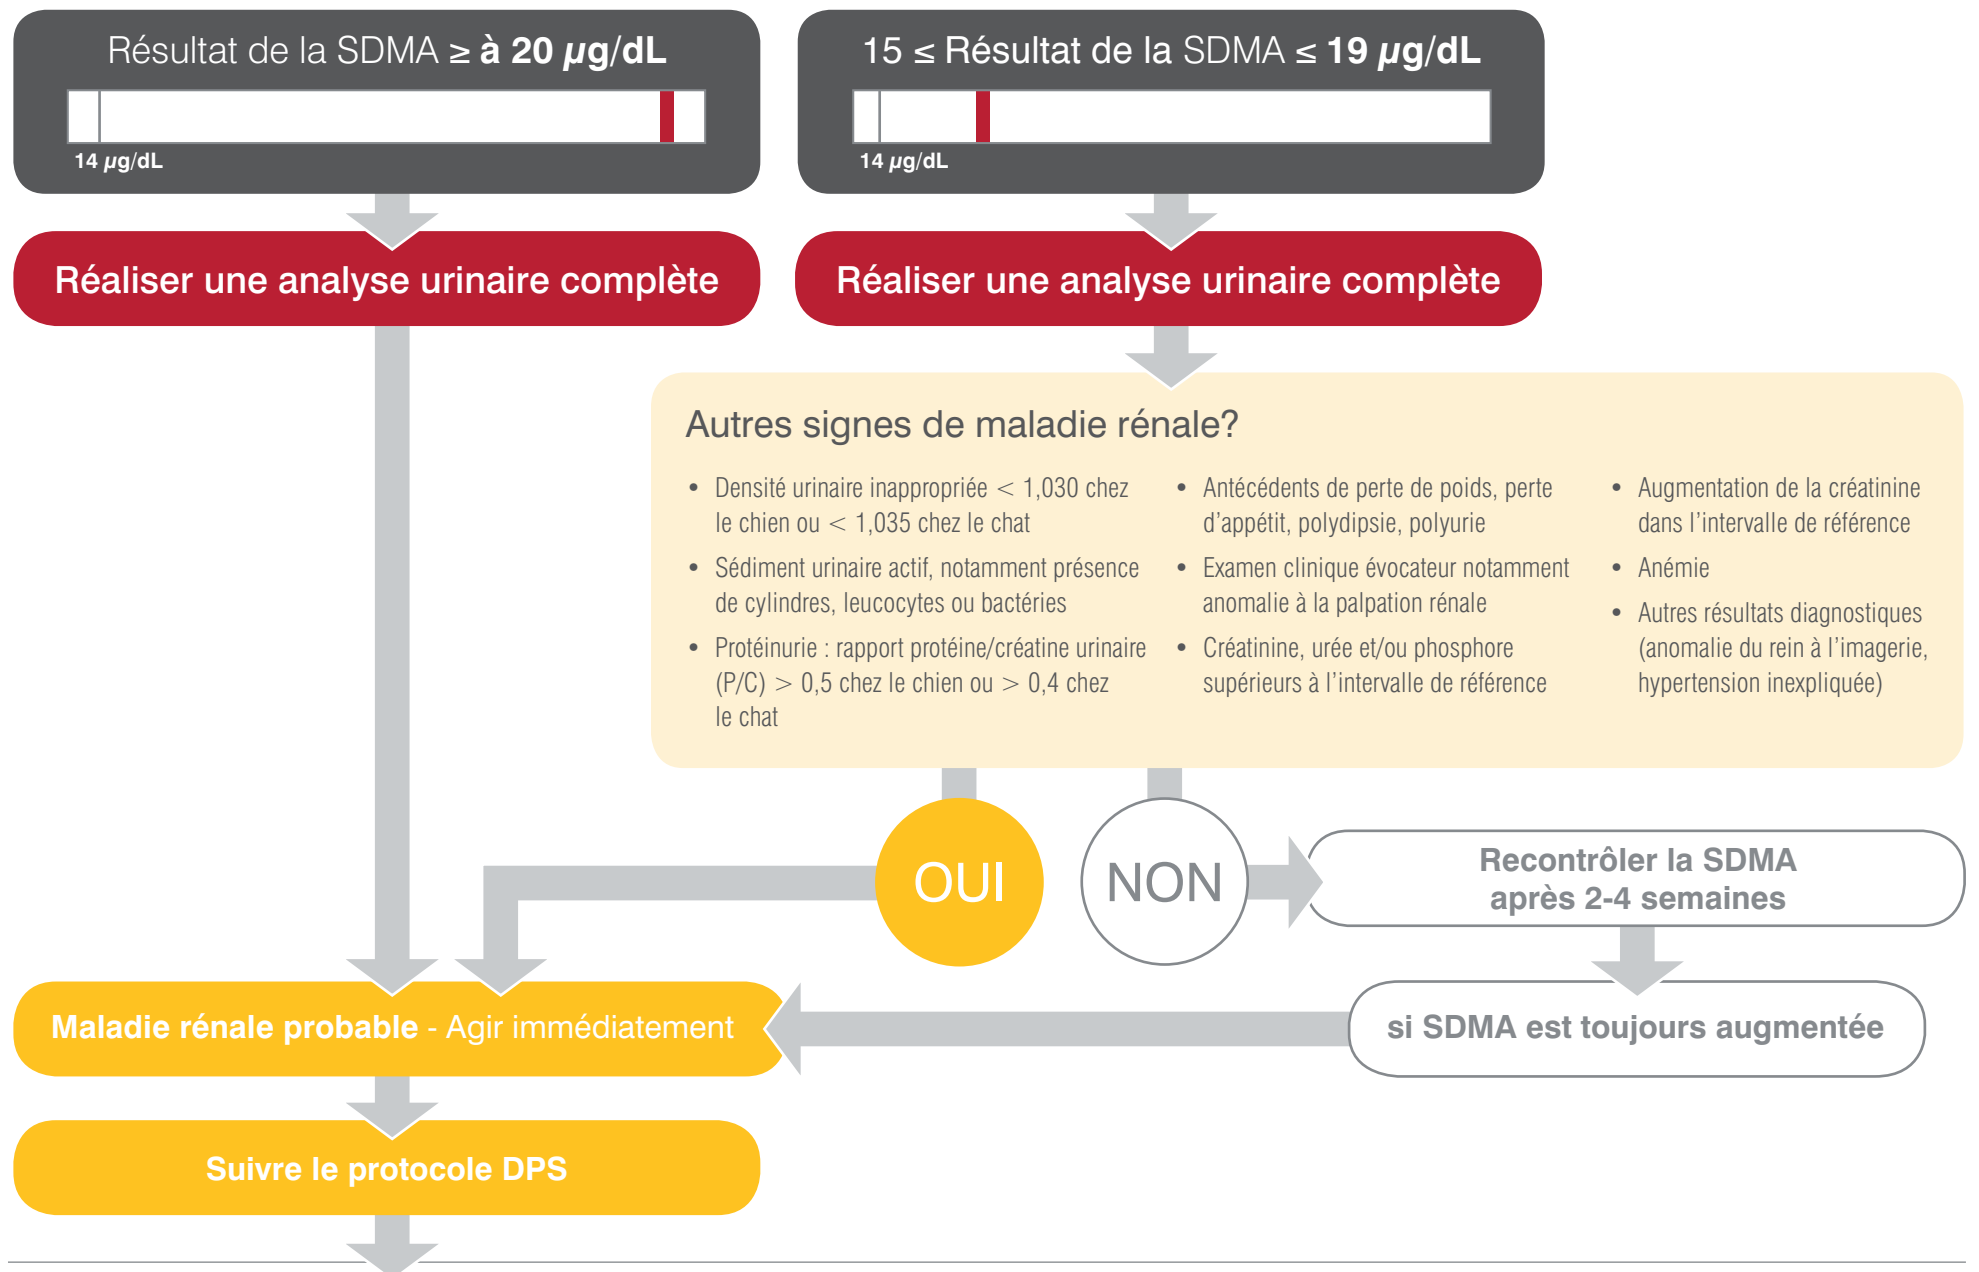 Résultat de la SDMA ≥ à 20 µg/dL
14 µg/dL
15 ≤ Résultat de la SDMA ≤ 19 µg/dL
14 µg/dL
Réaliser une analyse urinaire complète
Réaliser une analyse urinaire complète
Autres signes de maladie rénale?
• Densité urinaire inappropriée < 1,030 chez
le chien ou < 1,035 chez le chat
• Sédiment urinaire actif, notamment présence
de cylindres, leucocytes ou bactéries
• Protéinurie : rapport protéine/créatine urinaire
(P/C) > 0,5 chez le chien ou > 0,4 chez
le chat
• Antécédents de perte de poids, perte
d’appétit, polydipsie, polyurie
• Examen clinique évocateur notamment
anomalie à la palpation rénale
• Créatinine, urée et/ou phosphore
supérieurs à l’intervalle de référence
• Augmentation de la créatinine
dans l’intervalle de référence
• Anémie
• Autres résultats diagnostiques
(anomalie du rein à l’imagerie,
hypertension inexpliquée)
OUI
NON
Recontrôler la SDMA
après 2-4 semaines
si SDMA est toujours augmentée
Maladie rénale probable - Agir immédiatement
Suivre le protocole DPS